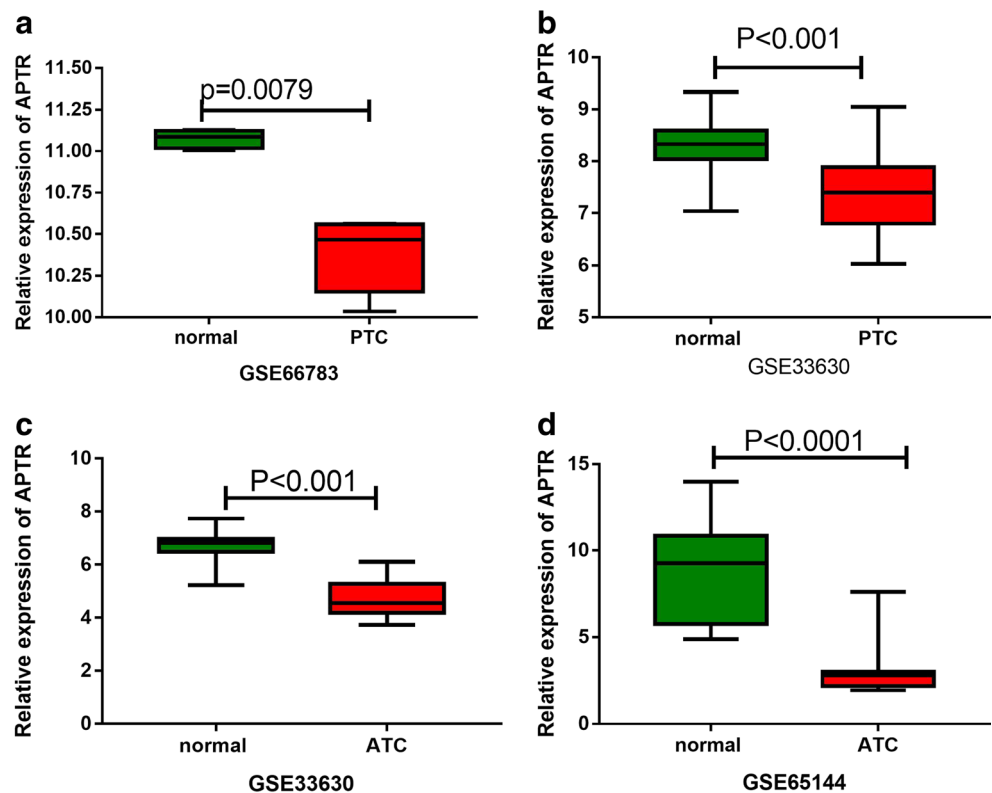 a
Relative expression of APTR
11.50
11.25
11.00
10.75
10.50
10.25
10.00
p=0.0079
normal PTC
GSE66783
b
Relative expression of APTR
10
9
8
7
6
5
P<0.001
normal PTC
GSE33630
c
Relative expression of APTR
10
8
6
4
2
0
P<0.001
normal ATC
GSE33630
d
Relative expression of APTR
15
10
5
0
P<0.0001
normal ATC
GSE65144